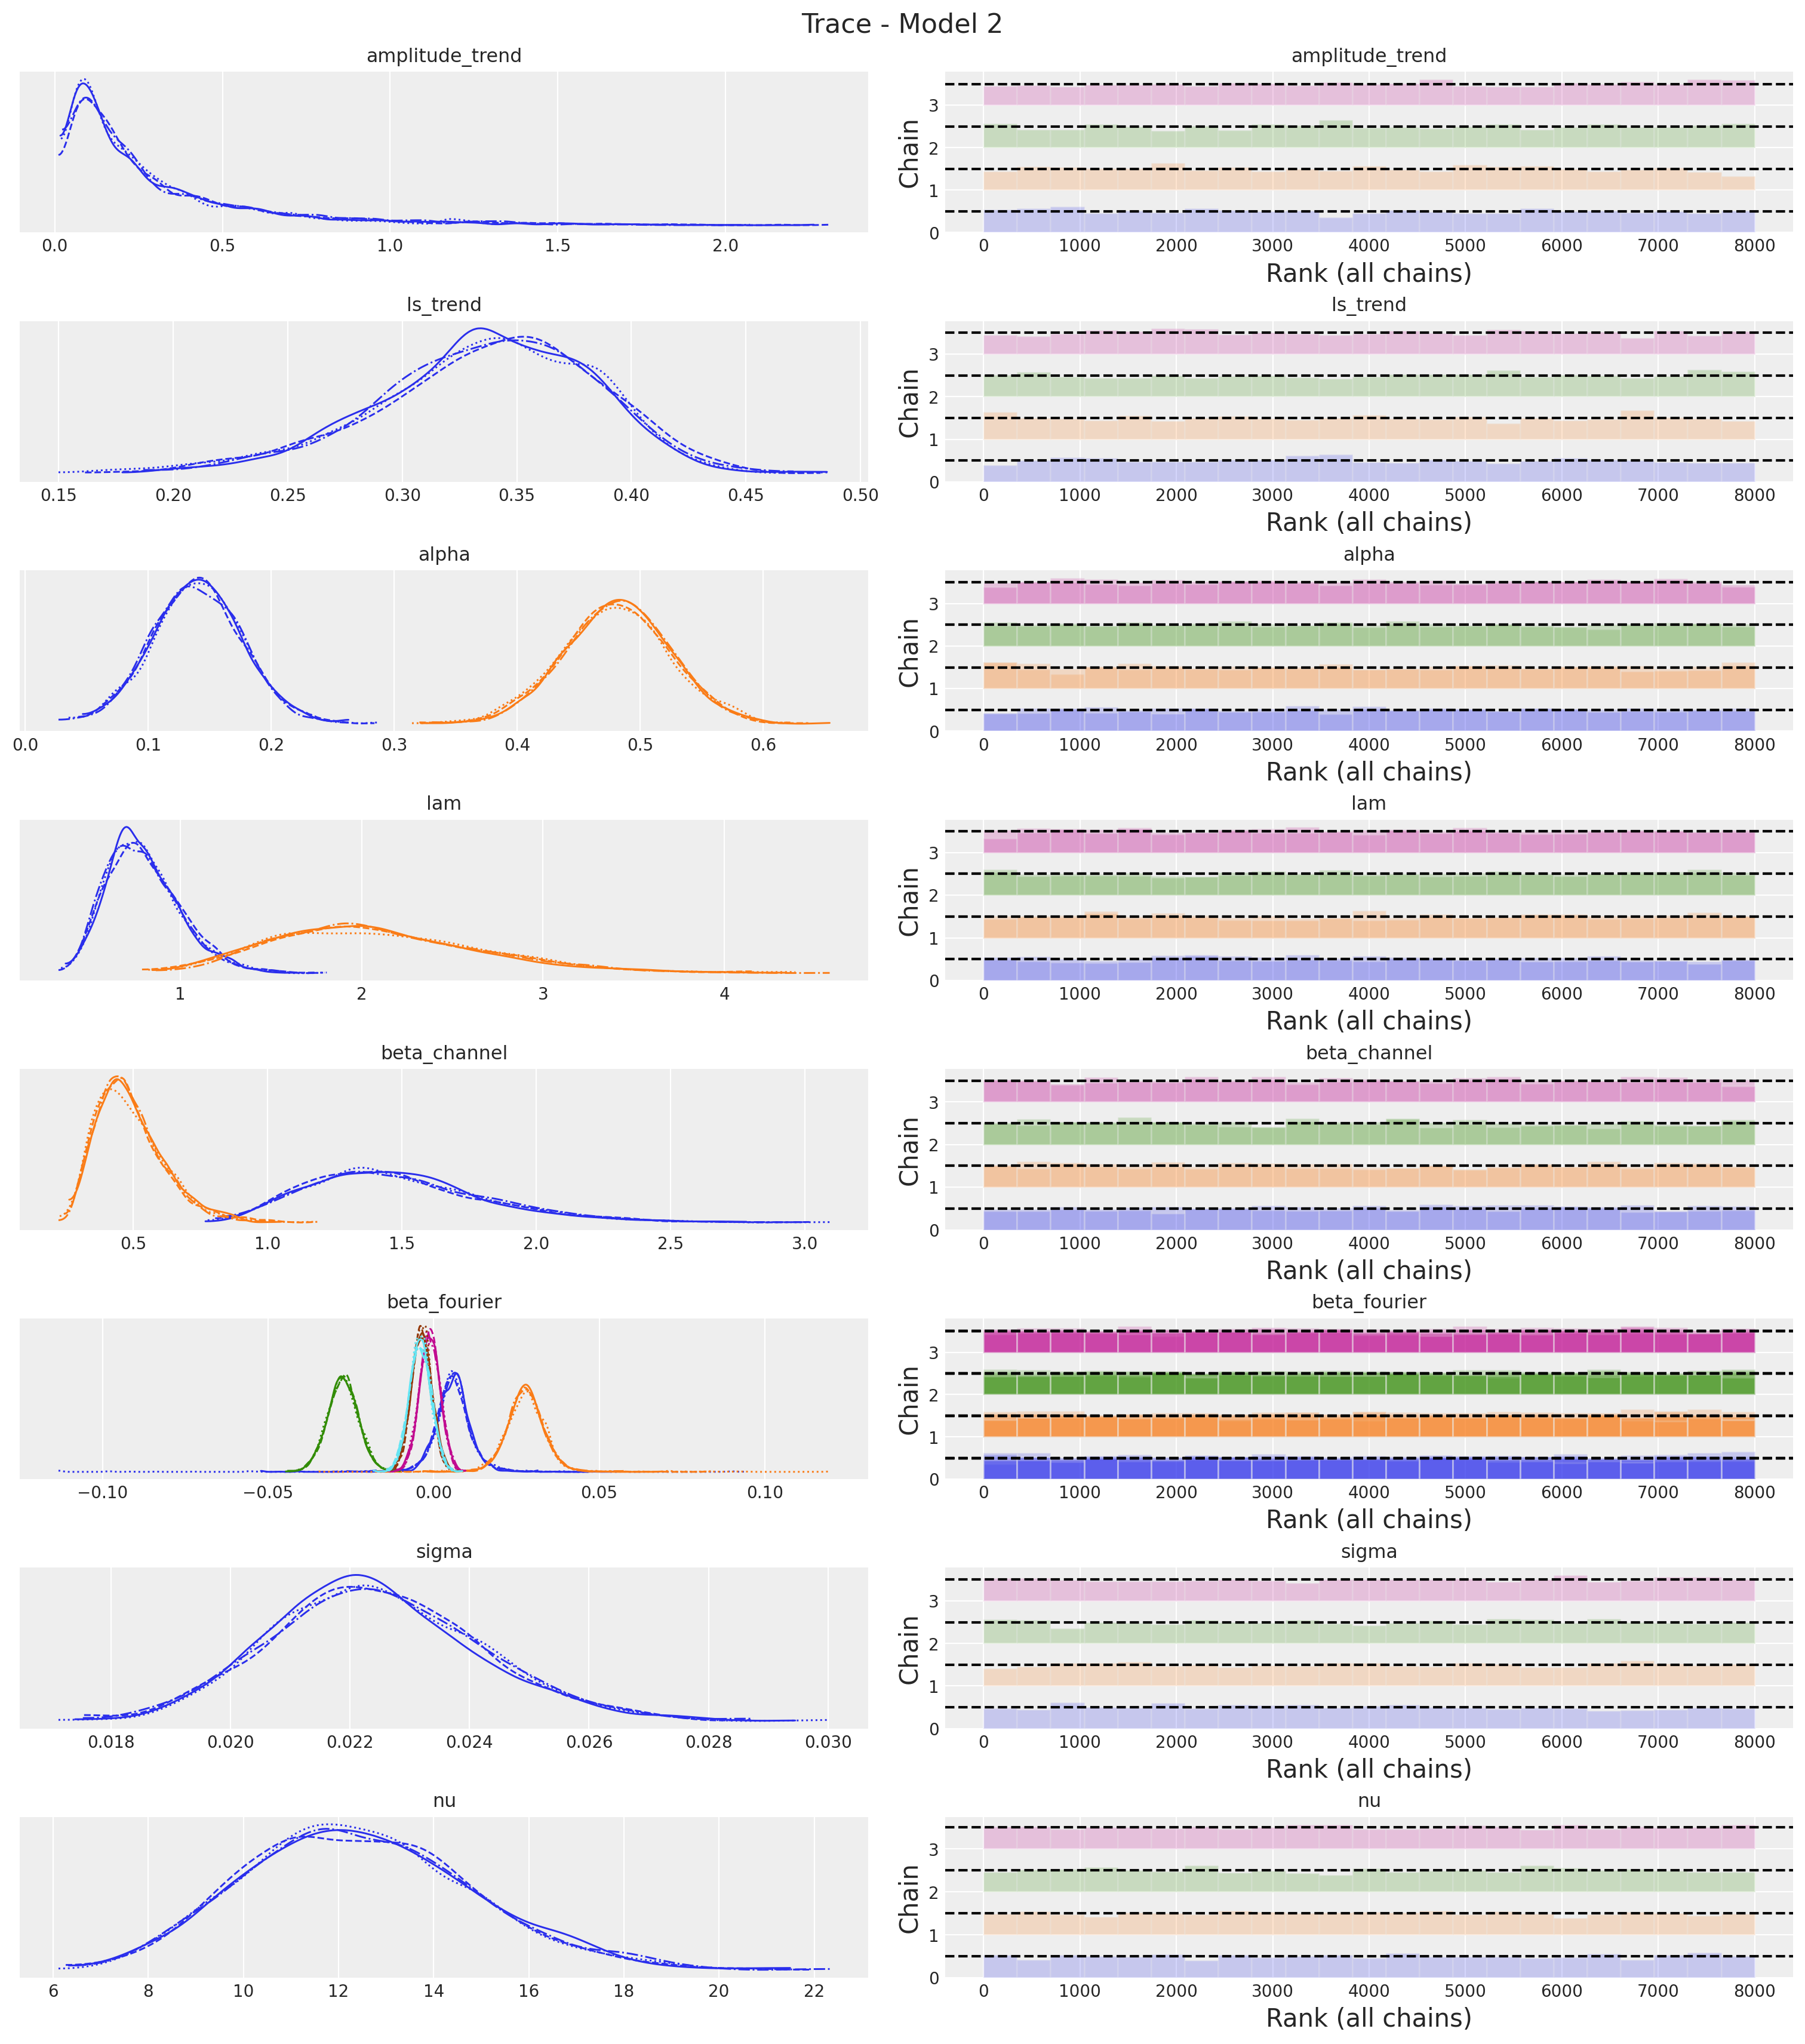 Trace - Model 2
amplitude_trend
amplitude_trend
3
2
1
0
Chain
0.0 0.5 1.0 1.5 2.0
0 1000 2000 3000 4000 5000 6000 7000 8000
Rank (all chains)
ls_trend
ls_trend
3
2
1
0
Chain
0.15 0.20 0.25 0.30 0.35 0.40 0.45 0.50
0 1000 2000 3000 4000 5000 6000 7000 8000
Rank (all chains)
alpha
alpha
3
2
1
0
Chain
0.0 0.1 0.2 0.3 0.4 0.5 0.6
0 1000 2000 3000 4000 5000 6000 7000 8000
Rank (all chains)
lam
lam
3
2
1
0
Chain
1 2 3 4
0 1000 2000 3000 4000 5000 6000 7000 8000
Rank (all chains)
beta_channel
beta_channel
3
2
1
0
Chain
0.5 1.0 1.5 2.0 2.5 3.0
0 1000 2000 3000 4000 5000 6000 7000 8000
Rank (all chains)
beta_fourier
beta_fourier
3
2
1
0
Chain
−0.10 −0.05 0.00 0.05 0.10
0 1000 2000 3000 4000 5000 6000 7000 8000
Rank (all chains)
sigma
sigma
3
2
1
0
Chain
0.018 0.020 0.022 0.024 0.026 0.028 0.030
0 1000 2000 3000 4000 5000 6000 7000 8000
Rank (all chains)
nu
nu
3
2
1
0
Chain
6 8 10 12 14 16 18 20 22
0 1000 2000 3000 4000 5000 6000 7000 8000
Rank (all chains)